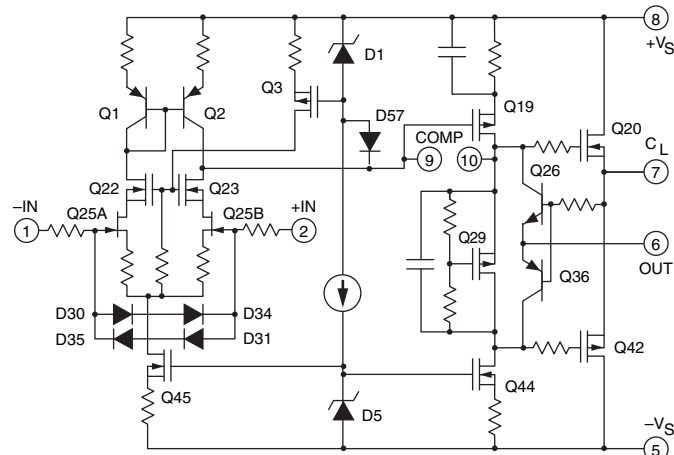 8
+VS
D1
Q3
Q1
Q2
Q19
D57
Q20
COMP
9
10
CL
7
Q26
Q22
Q23
–IN
Q25A
Q25B
+IN
1
2
Q29
6
OUT
Q36
D30
D34
D35
D31
Q42
Q45
D5
Q44
–VS
5